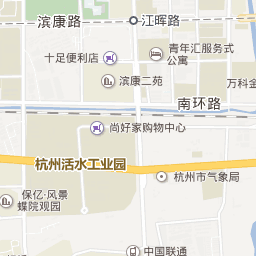 滨康路
江晖路
十足便利店
青年汇服务式
公寓
滨康二苑
万科金
南环路
尚好家购物中心
杭州活水工业园
杭州市气象局
保亿·风景
蝶院观园
中国联通